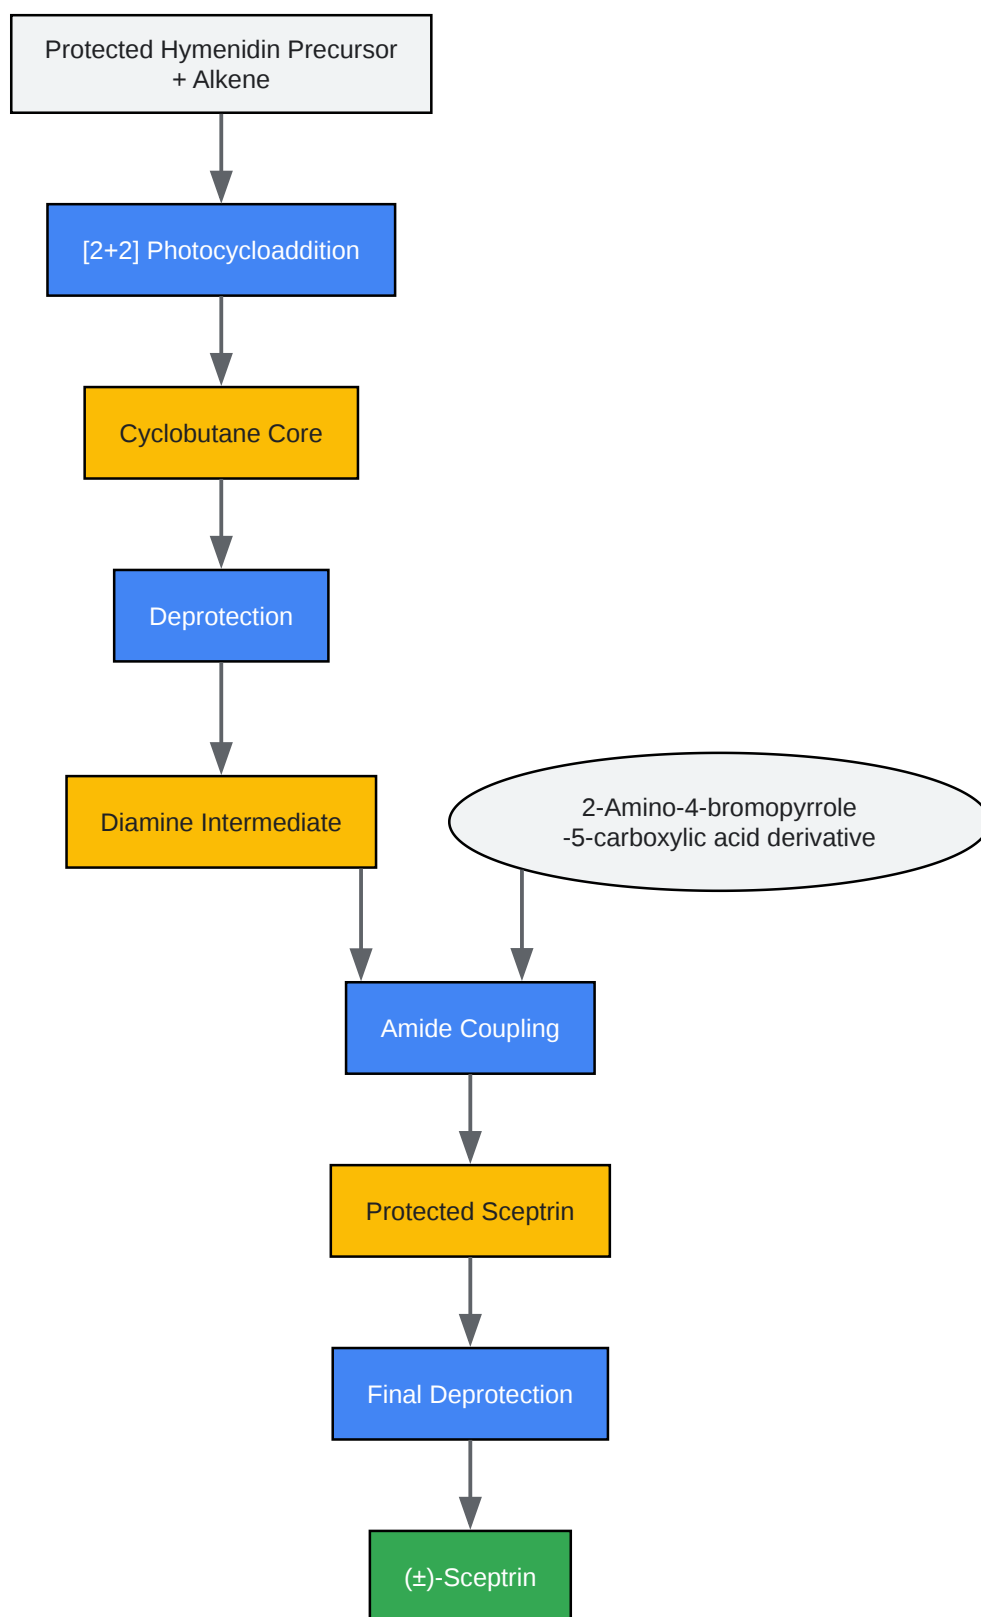 Protected Hymenidin Precursor
+ Alkene
[2+2] Photocycloaddition
Cyclobutane Core
Deprotection
Diamine Intermediate
2-Amino-4-bromopyrrole
-5-carboxylic acid derivative
Amide Coupling
Protected Sceptrin
Final Deprotection
(±)-Sceptrin